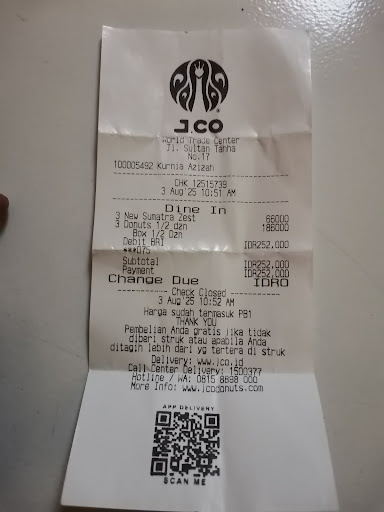 J.CO
World Trade Center
Jl. Sultan Tahha
No.17
100005492 Kurnia Azizah
CHK 12515739
3 Aug'25 10:51 AM
Dine In
3 New Sumatra Zest 66000
3 Donuts 1/2 dzn 186000
Box 1/2 Dzn
Debit BRI IDR252,000
***075
Subtotal IDR252,000
Payment IDR252,000
Change Due IDR0
Check Closed
3 Aug'25 10:52 AM
Harga sudah termasuk PB1
THANK YOU
Pembelian Anda gratis jika tidak
diberi struk atau apabila Anda
ditagih lebih dari yg tertera di struk
Delivery: www.jco.id
Call Center Delivery: 1500377
Hotline / WA: 0815 8898 000
More Info: www.jcodonuts.com
APP DELIVERY
SCAN ME